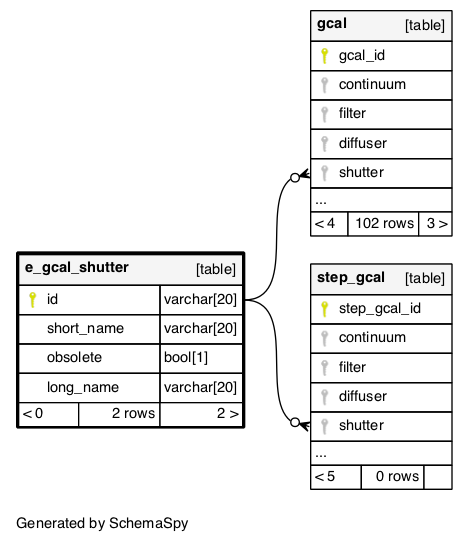 gcal [table]
gcal_id
continuum
filter
diffuser
shutter
...
< 4 102 rows 3 >
e_gcal_shutter [table]
id varchar[20]
short_name varchar[20]
obsolete bool[1]
long_name varchar[20]
< 0 2 rows 2 >
step_gcal [table]
step_gcal_id
continuum
filter
diffuser
shutter
...
< 5 0 rows
Generated by SchemaSpy